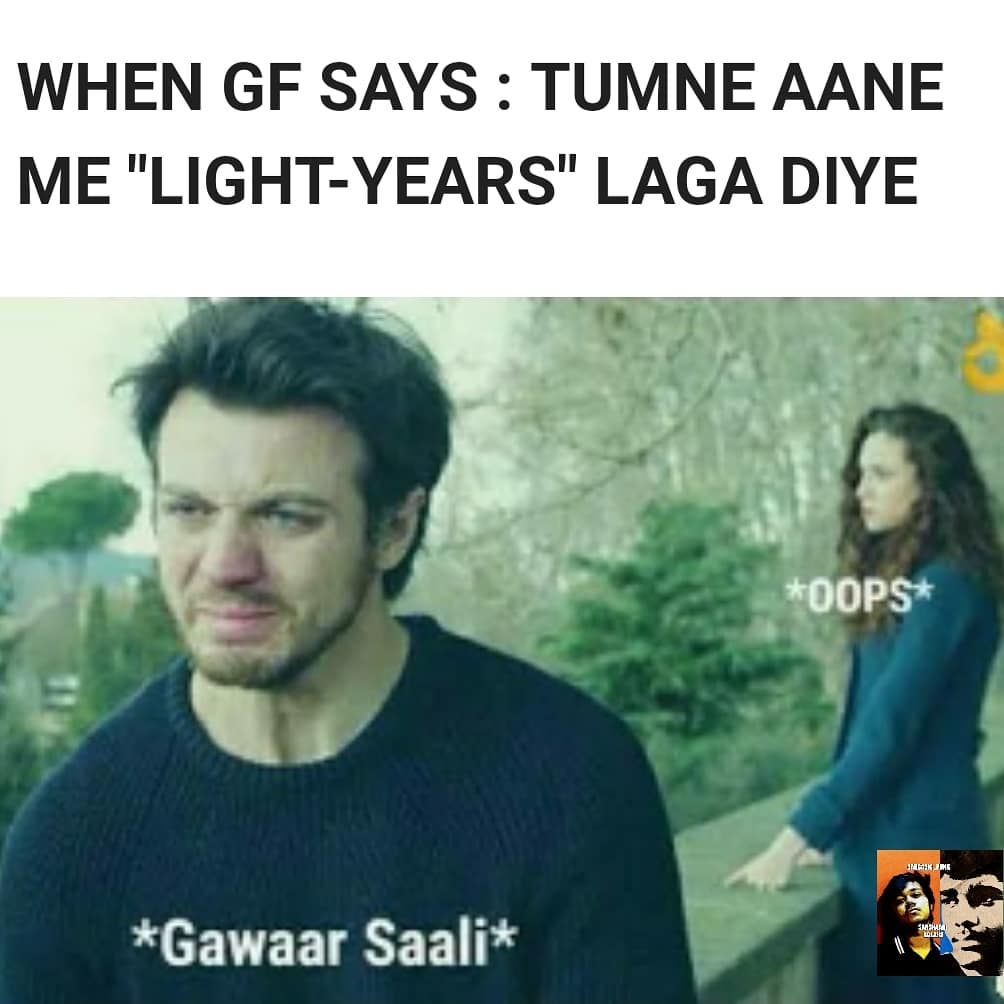 WHEN GF SAYS : TUMNE AANE
ME "LIGHT-YEARS" LAGA DIYE
*OOPS*
*Gawaar Saali*